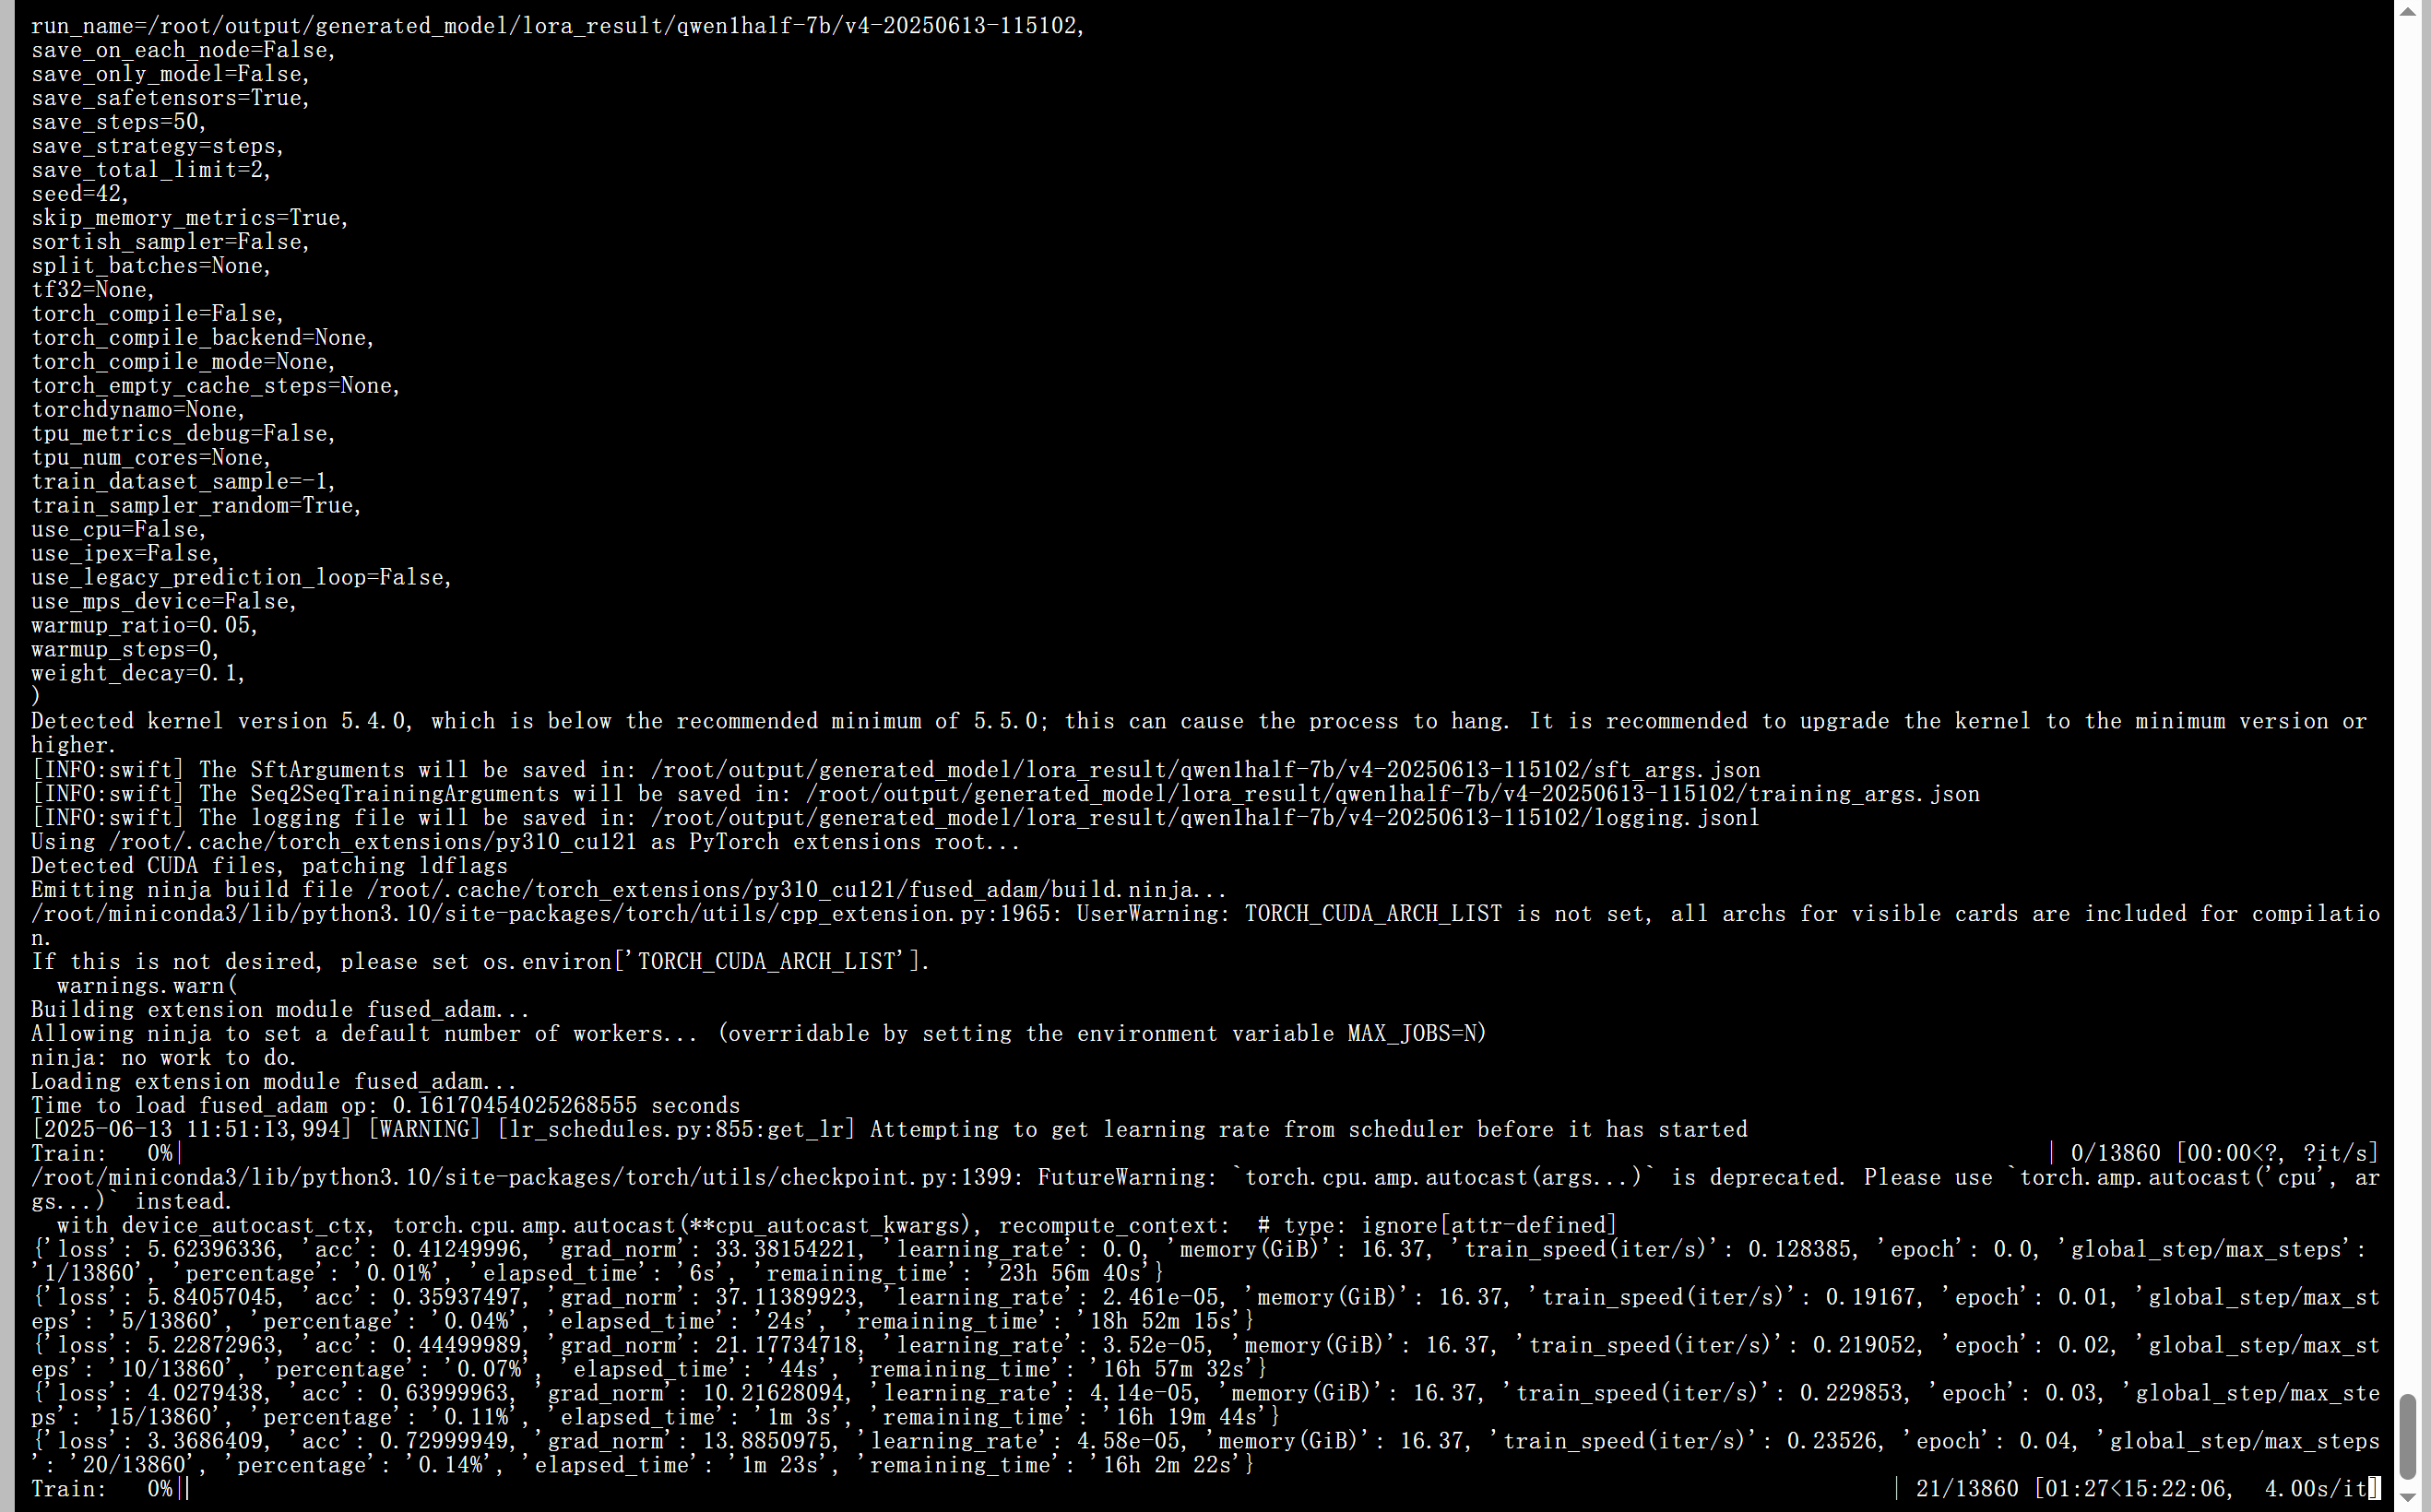 run_name=/root/output/generated_model/lora_result/qwen1half-7b/v4-20250613-115102,
save_on_each_node=False,
save_only_model=False,
save_safetensors=True,
save_steps=50,
save_strategy=steps,
save_total_limit=2,
seed=42,
skip_memory_metrics=True,
sortish_sampler=False,
split_batches=None,
tf32=None,
torch_compile=False,
torch_compile_backend=None,
torch_compile_mode=None,
torch_empty_cache_steps=None,
torchdynamo=None,
tpu_metrics_debug=False,
tpu_num_cores=None,
train_dataset_sample=-1,
train_sampler_random=True,
use_cpu=False,
use_ipex=False,
use_legacy_prediction_loop=False,
use_mps_device=False,
warmup_ratio=0.05,
warmup_steps=0,
weight_decay=0.1,
)
Detected kernel version 5.4.0, which is below the recommended minimum of 5.5.0; this can cause the process to hang. It is recommended to upgrade the kernel to the minimum version or
higher.
[INFO:swift] The SftArguments will be saved in: /root/output/generated_model/lora_result/qwen1half-7b/v4-20250613-115102/sft_args.json
[INFO:swift] The Seq2SeqTrainingArguments will be saved in: /root/output/generated_model/lora_result/qwen1half-7b/v4-20250613-115102/training_args.json
[INFO:swift] The logging file will be saved in: /root/output/generated_model/lora_result/qwen1half-7b/v4-20250613-115102/logging.jsonl
Using /root/.cache/torch_extensions/py310_cu121 as PyTorch extensions root...
Detected CUDA files, patching ldflags
Emitting ninja build file /root/.cache/torch_extensions/py310_cu121/fused_adam/build.ninja...
/root/miniconda3/lib/python3.10/site-packages/torch/utils/cpp_extension.py:1965: UserWarning: TORCH_CUDA_ARCH_LIST is not set, all archs for visible cards are included for compilatio
n.
If this is not desired, please set os.environ['TORCH_CUDA_ARCH_LIST'].
  warnings.warn(
Building extension module fused_adam...
Allowing ninja to set a default number of workers... (overridable by setting the environment variable MAX_JOBS=N)
ninja: no work to do.
Loading extension module fused_adam...
Time to load fused_adam op: 0.16170454025268555 seconds
[2025-06-13 11:51:13,994] [WARNING] [lr_schedules.py:855:get_lr] Attempting to get learning rate from scheduler before it has started
Train:   0%|                                                                | 0/13860 [00:00<?, ?it/s]
/root/miniconda3/lib/python3.10/site-packages/torch/utils/checkpoint.py:1399: FutureWarning: `torch.cpu.amp.autocast(args...)` is deprecated. Please use `torch.amp.autocast('cpu', ar
gs...)` instead.
  with device_autocast_ctx, torch.cpu.amp.autocast(**cpu_autocast_kwargs), recompute_context:  # type: ignore[attr-defined]
{'loss': 5.62396336, 'acc': 0.41249996, 'grad_norm': 33.38154221, 'learning_rate': 0.0, 'memory(GiB)': 16.37, 'train_speed(iter/s)': 0.128385, 'epoch': 0.0, 'global_step/max_steps':
'1/13860', 'percentage': '0.01%', 'elapsed_time': '6s', 'remaining_time': '23h 56m 40s'}
{'loss': 5.84057045, 'acc': 0.35937497, 'grad_norm': 37.11389923, 'learning_rate': 2.461e-05, 'memory(GiB)': 16.37, 'train_speed(iter/s)': 0.19167, 'epoch': 0.01, 'global_step/max_st
eps': '5/13860', 'percentage': '0.04%', 'elapsed_time': '24s', 'remaining_time': '18h 52m 15s'}
{'loss': 5.22872963, 'acc': 0.44499989, 'grad_norm': 21.17734718, 'learning_rate': 3.52e-05, 'memory(GiB)': 16.37, 'train_speed(iter/s)': 0.219052, 'epoch': 0.02, 'global_step/max_st
eps': '10/13860', 'percentage': '0.07%', 'elapsed_time': '44s', 'remaining_time': '16h 57m 32s'}
{'loss': 4.0279438, 'acc': 0.63999963, 'grad_norm': 10.21628094, 'learning_rate': 4.14e-05, 'memory(GiB)': 16.37, 'train_speed(iter/s)': 0.229853, 'epoch': 0.03, 'global_step/max_ste
ps': '15/13860', 'percentage': '0.11%', 'elapsed_time': '1m 3s', 'remaining_time': '16h 19m 44s'}
{'loss': 3.3686409, 'acc': 0.72999949, 'grad_norm': 13.8850975, 'learning_rate': 4.58e-05, 'memory(GiB)': 16.37, 'train_speed(iter/s)': 0.23526, 'epoch': 0.04, 'global_step/max_steps
': '20/13860', 'percentage': '0.14%', 'elapsed_time': '1m 23s', 'remaining_time': '16h 2m 22s'}
Train:   0%||                                                   | 21/13860 [01:27<15:22:06,  4.00s/it]